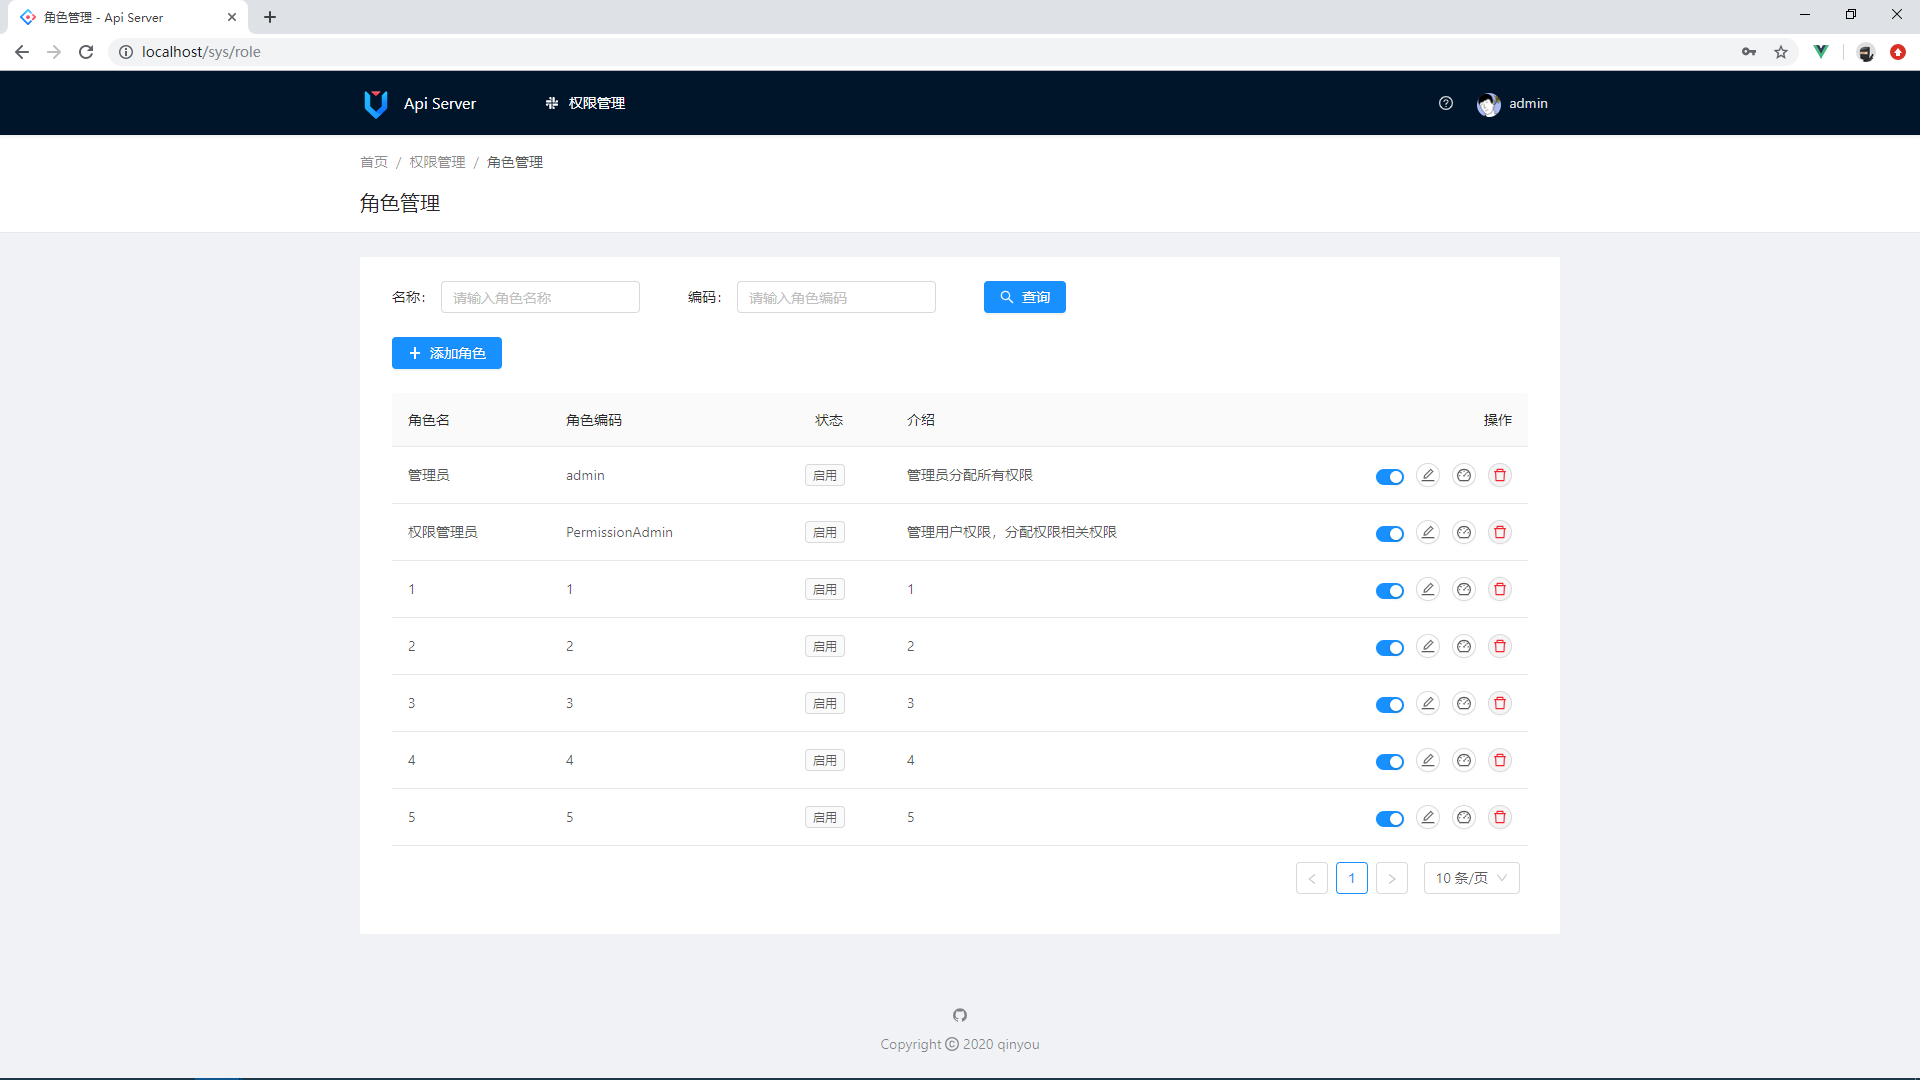 角色管理 - Api Server
localhost/sys/role
Api Server 权限管理 admin
首页 / 权限管理 / 角色管理
角色管理
名称： 请输入角色名称 编码： 请输入角色编码 查询
添加角色
角色名 角色编码 状态 介绍 操作
管理员 admin 启用 管理员分配所有权限
权限管理员 PermissionAdmin 启用 管理用户权限，分配权限相关权限
1 1 启用 1
2 2 启用 2
3 3 启用 3
4 4 启用 4
5 5 启用 5
< 1 > 10 条/页
Copyright © 2020 qinyou